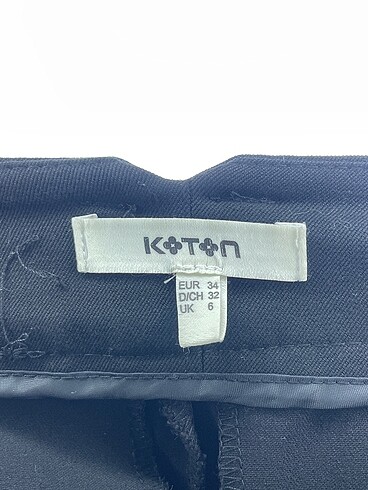 KOTON
EUR 34
D/CH 32
UK 6